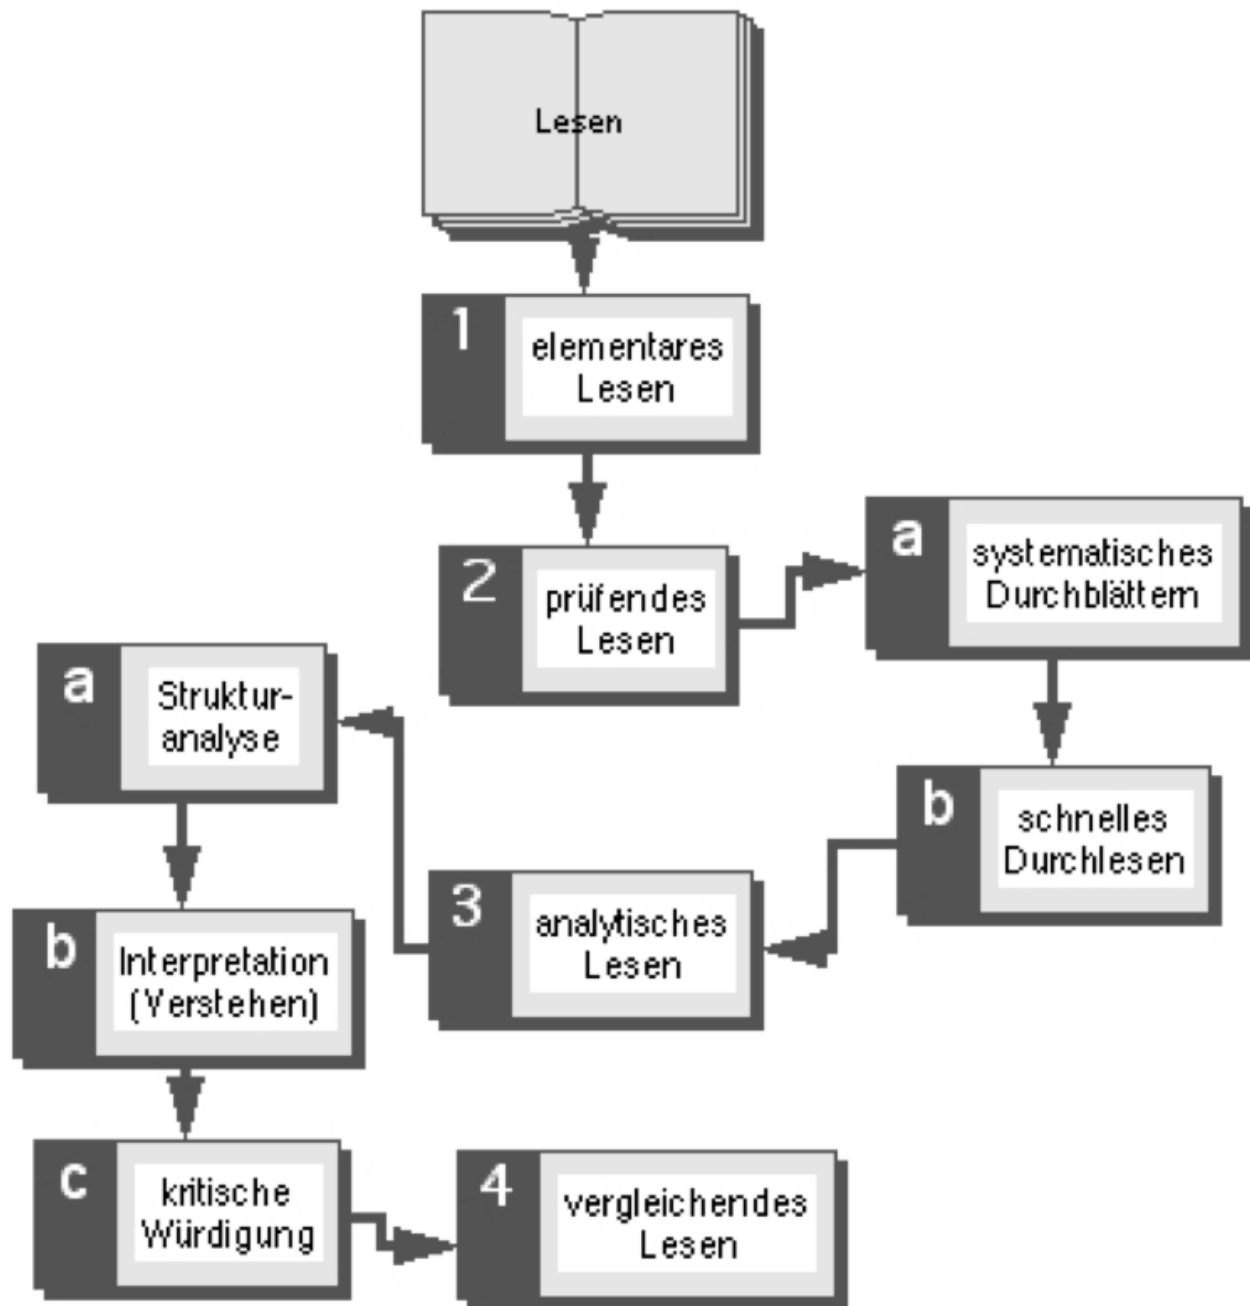 Lesen
1
elementares
Lesen
2
prüfendes
Lesen
a
systematisches
Durchblättern
b
schnelles
Durchlesen
3
analytisches
Lesen
a
Struktur-
analyse
b
Interpretation
(Verstehen)
c
kritische
Würdigung
4
vergleichendes
Lesen